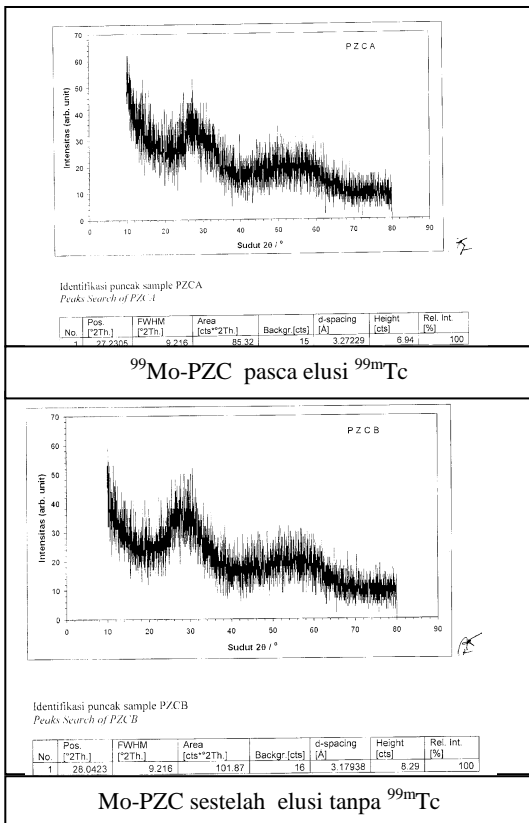 PZCA
70
60
50
40
30
20
10
0
Intensitas (arb. unit)
0 10 20 30 40 50 60 70 80 90
Sudut 2θ / °
Identifikasi puncak sample PZCA
Peaks Search of PZCA
No. Pos. [°2Th.] FWHM [°2Th.] Area [cts*°2Th.] Backgr.[cts] d-spacing [Å] Height [cts] Rel. Int. [%]
1 27.2305 9.216 85.32 15 3.27229 6.94 100
⁹⁹Mo-PZC pasca elusi ⁹⁹ᵐTc
PZCB
70
60
50
40
30
20
10
0
Intensitas (arb. unit)
0 10 20 30 40 50 60 70 80 90
Sudut 2θ / °
Identifikasi puncak sample PZCB
Peaks Search of PZCB
No. Pos. [°2Th.] FWHM [°2Th.] Area [cts*°2Th.] Backgr.[cts] d-spacing [Å] Height [cts] Rel. Int. [%]
1 28.0423 9.216 101.87 16 3.17938 8.29 100
Mo-PZC sestelah elusi tanpa ⁹⁹ᵐTc